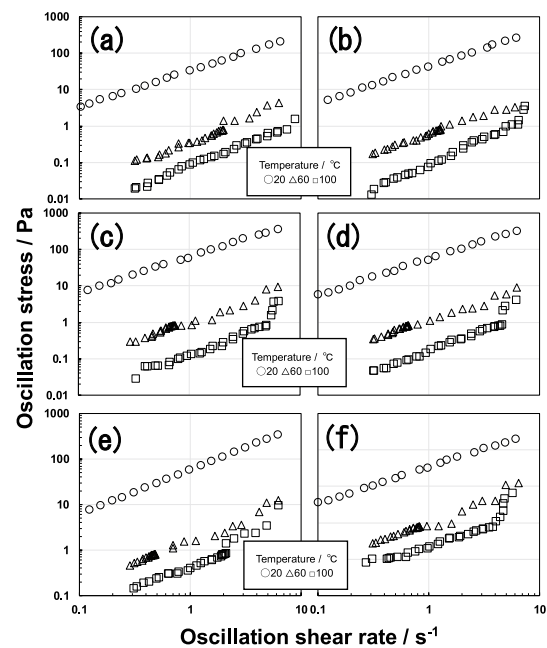 1000
100
10
1
0.1
0.01
(a)
(b)
Temperature / ℃
○20 △60 □100
1000
100
10
1
0.1
0.01
(c)
(d)
Temperature / ℃
○20 △60 □100
1000
100
10
1
0.1
(e)
(f)
Temperature / ℃
○20 △60 □100
0.1 1 10 0.1 1 10
Oscillation stress / Pa
Oscillation shear rate / s⁻¹